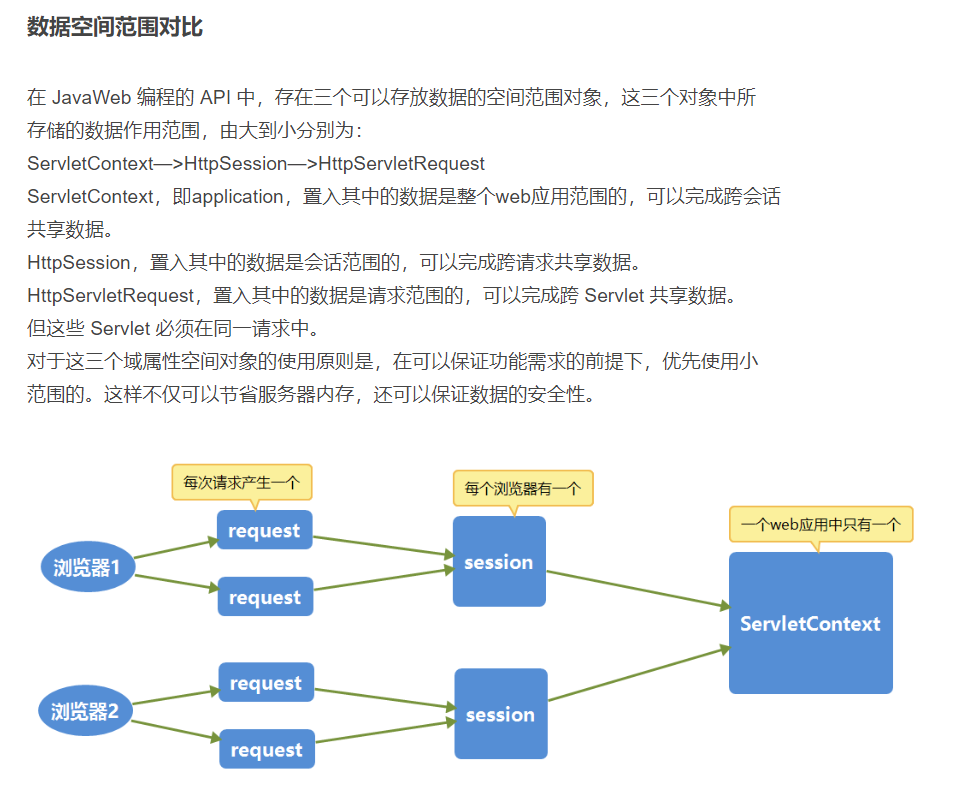 数据空间范围对比
在 JavaWeb 编程的 API 中，存在三个可以存放数据的空间范围对象，这三个对象中所
存储的数据作用范围，由大到小分别为：
ServletContext—>HttpSession—>HttpServletRequest
ServletContext，即application，置入其中的数据是整个web应用范围的，可以完成跨会话
共享数据。
HttpSession，置入其中的数据是会话范围的，可以完成跨请求共享数据。
HttpServletRequest，置入其中的数据是请求范围的，可以完成跨 Servlet 共享数据。
但这些 Servlet 必须在同一请求中。
对于这三个域属性空间对象的使用原则是，在可以保证功能需求的前提下，优先使用小
范围的。这样不仅可以节省服务器内存，还可以保证数据的安全性。
每次请求产生一个
每个浏览器有一个
一个web应用中只有一个
浏览器1
request
request
session
ServletContext
浏览器2
request
request
session